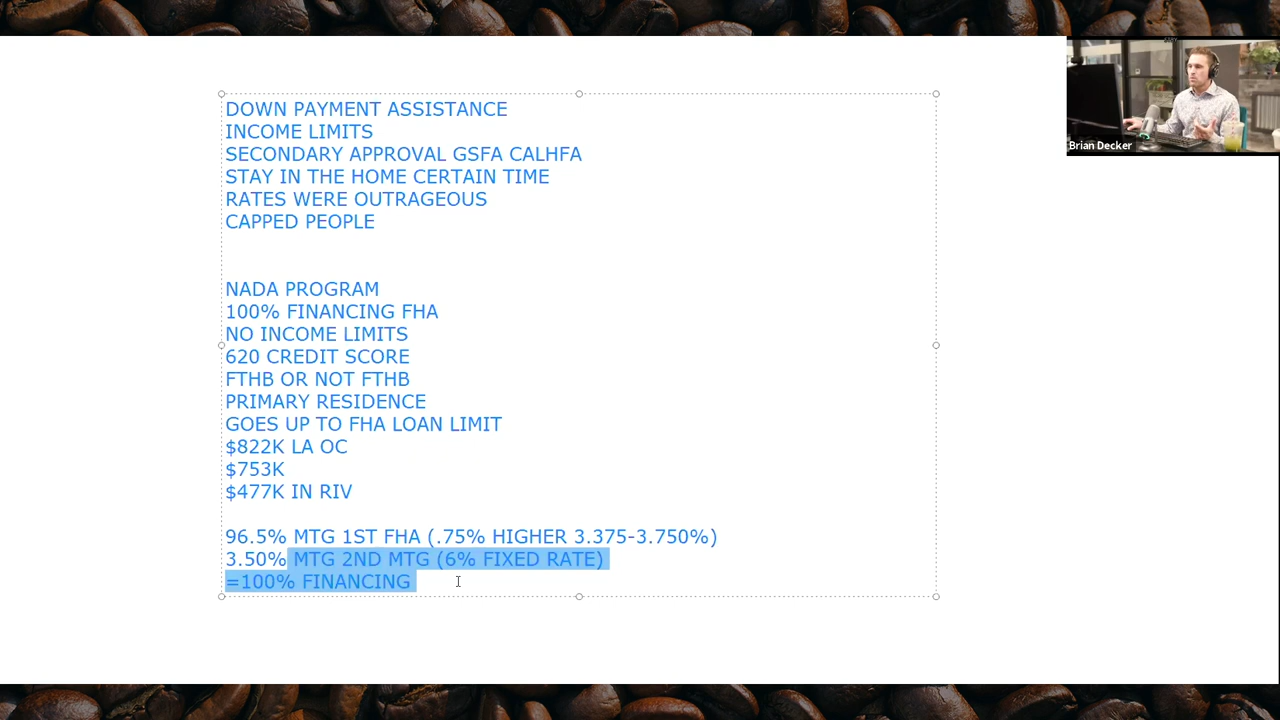 DOWN PAYMENT ASSISTANCE
INCOME LIMITS
SECONDARY APPROVAL GSFA CALHFA
STAY IN THE HOME CERTAIN TIME
RATES WERE OUTRAGEOUS
CAPPED PEOPLE
NADA PROGRAM
100% FINANCING FHA
NO INCOME LIMITS
620 CREDIT SCORE
FTHB OR NOT FTHB
PRIMARY RESIDENCE
GOES UP TO FHA LOAN LIMIT
$822K LA OC
$753K
$477K IN RIV
96.5% MTG 1ST FHA (.75% HIGHER 3.375-3.750%)
3.50% MTG 2ND MTG (6% FIXED RATE)
=100% FINANCING
Brian Decker